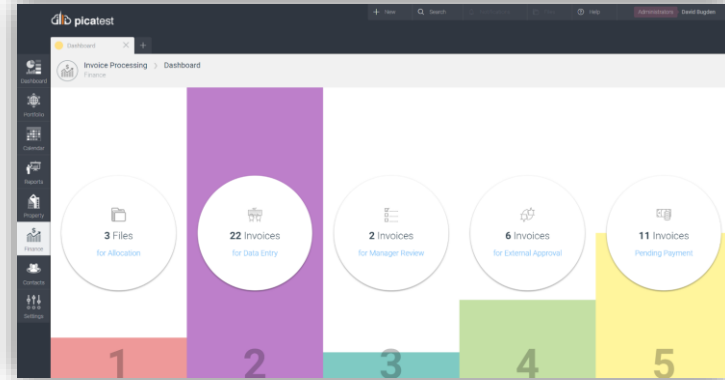 picatest
+ New
Search
Help
Administrators
David Bugden
Dashboard
X
+
Invoice Processing > Dashboard
Finance
Dashboard
Portfolio
Calendar
Reports
Property
Finance
Contacts
Settings
3 Files
for Allocation
22 Invoices
for Data Entry
2 Invoices
for Manager Review
6 Invoices
for External Approval
11 Invoices
Pending Payment
1
2
3
4
5